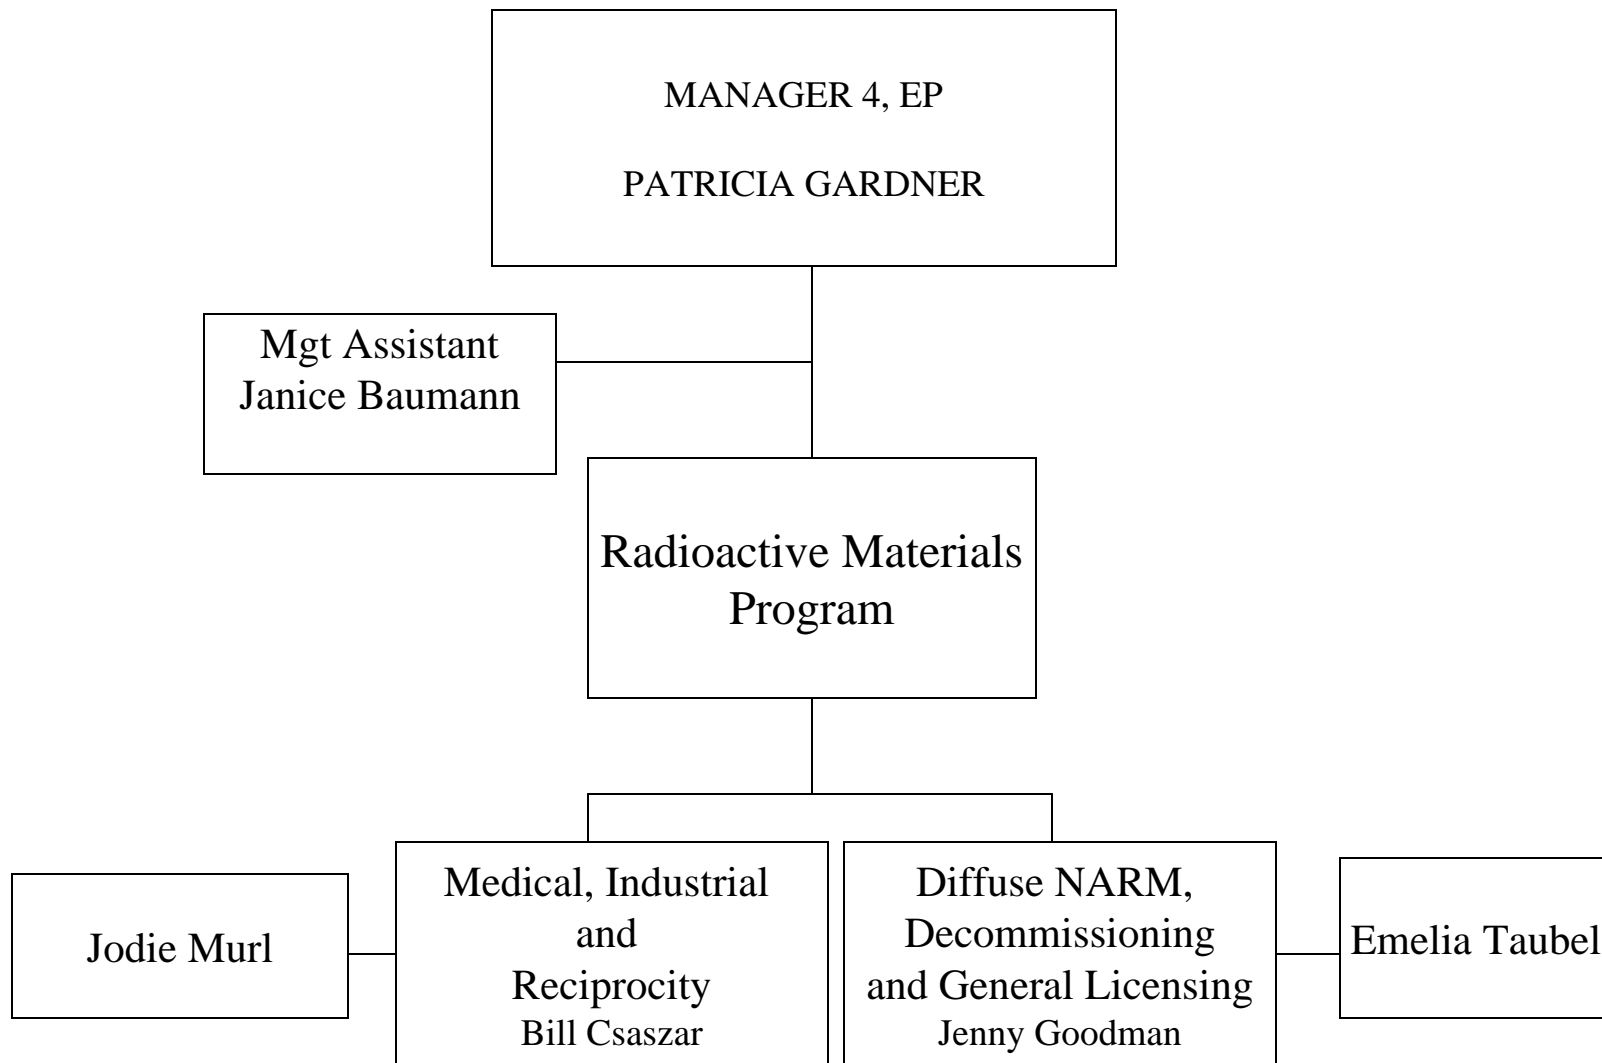 MANAGER 4, EP
PATRICIA GARDNER
Mgt Assistant
Janice Baumann
Radioactive Materials
Program
Jodie Murl
Medical, Industrial
and
Reciprocity
Bill Csaszar
Diffuse NARM,
Decommissioning
and General Licensing
Jenny Goodman
Emelia Taubel